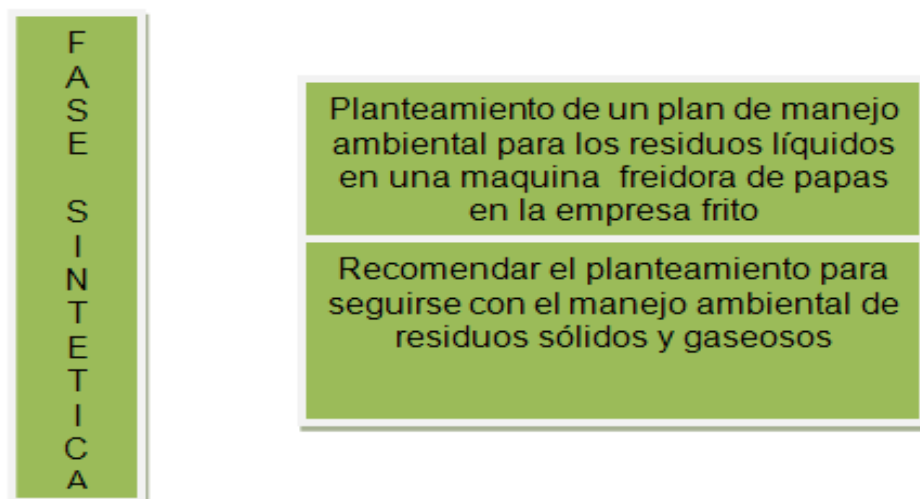 F
A
S
E
S
I
N
T
E
T
I
C
A
Planteamiento de un plan de manejo
ambiental para los residuos líquidos
en una maquina freidora de papas
en la empresa frito
Recomendar el planteamiento para
seguirse con el manejo ambiental de
residuos sólidos y gaseosos